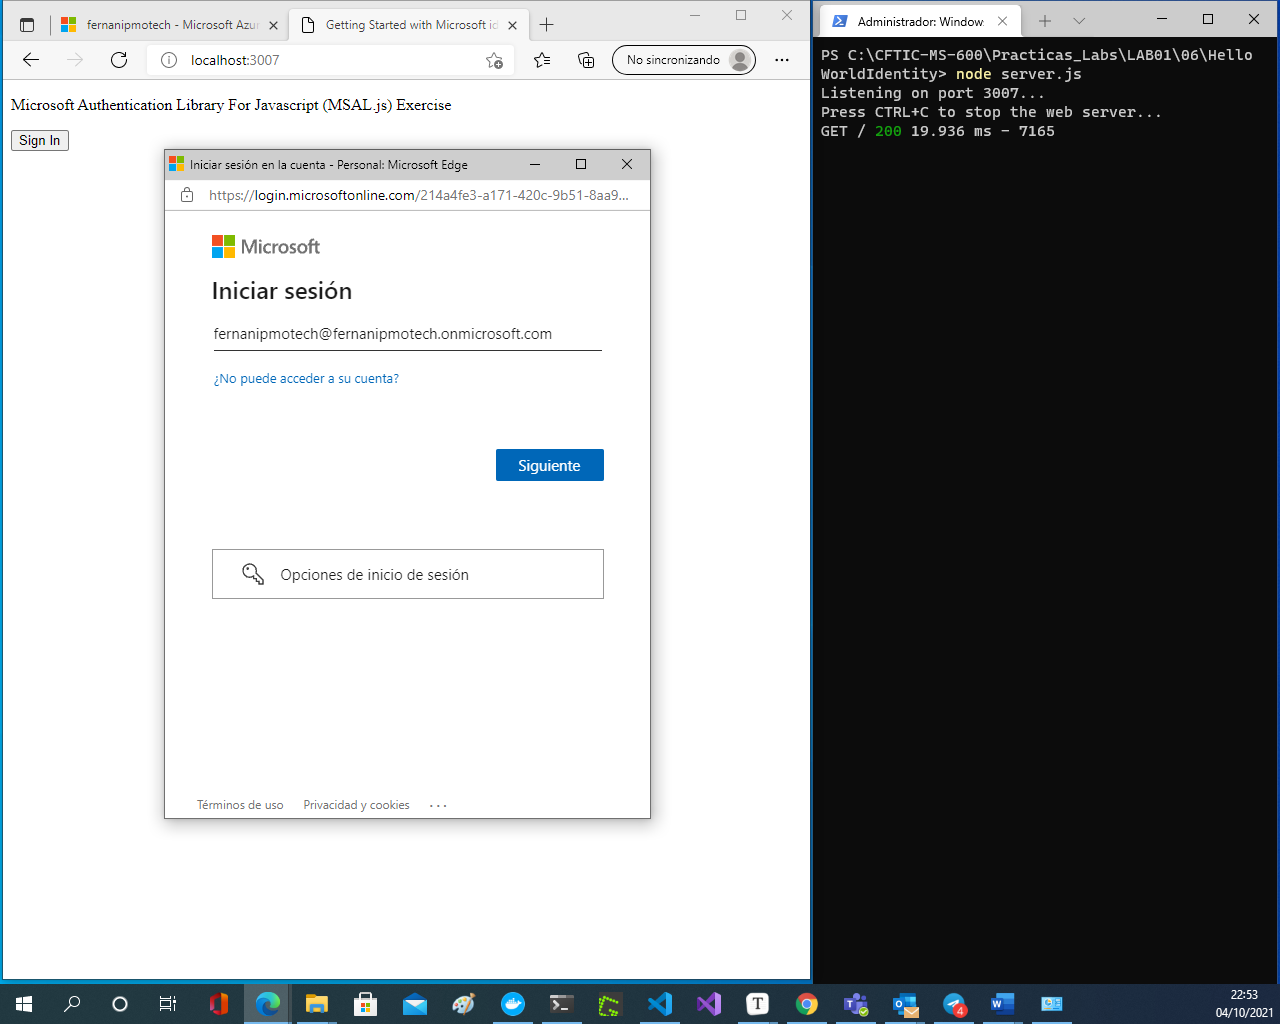 fernanipmotech - Microsoft Azur
Getting Started with Microsoft id
localhost:3007
No sincronizando
Microsoft Authentication Library For Javascript (MSAL.js) Exercise
Sign In
Iniciar sesión en la cuenta - Personal: Microsoft Edge
https://login.microsoftonline.com/214a4fe3-a171-420c-9b51-8aa9...
Microsoft
Iniciar sesión
fernanipmotech@fernanipmotech.onmicrosoft.com
¿No puede acceder a su cuenta?
Siguiente
Opciones de inicio de sesión
Términos de uso
Privacidad y cookies
Administrador: Windows
PS C:\CFTIC-MS-600\Practicas_Labs\LAB01\06\Hello
WorldIdentity> node server.js
Listening on port 3007...
Press CTRL+C to stop the web server...
GET / 200 19.936 ms - 7165
T
4
22:53
04/10/2021